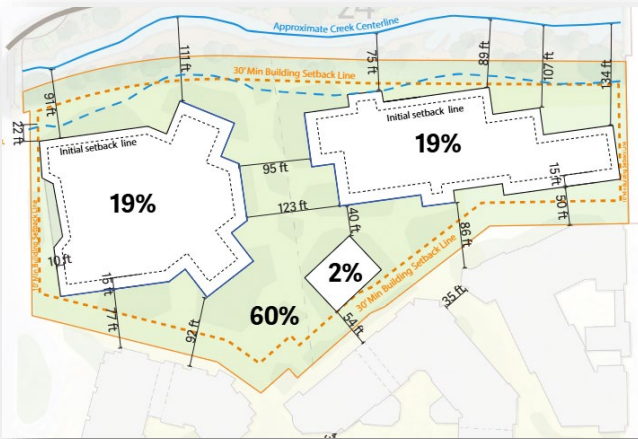 24
Approximate Creek Centerline
111 ft
75 ft
89 ft
107 ft
134 ft
30' Min Building Setback Line
91 ft
22 ft
Initial setback line
Initial setback line
19%
19%
95 ft
123 ft
15 ft
50 ft
40 ft
86 ft
10 ft
15 ft
77 ft
92 ft
60%
2%
54 ft
30' Min Building Setback Line
35 ft